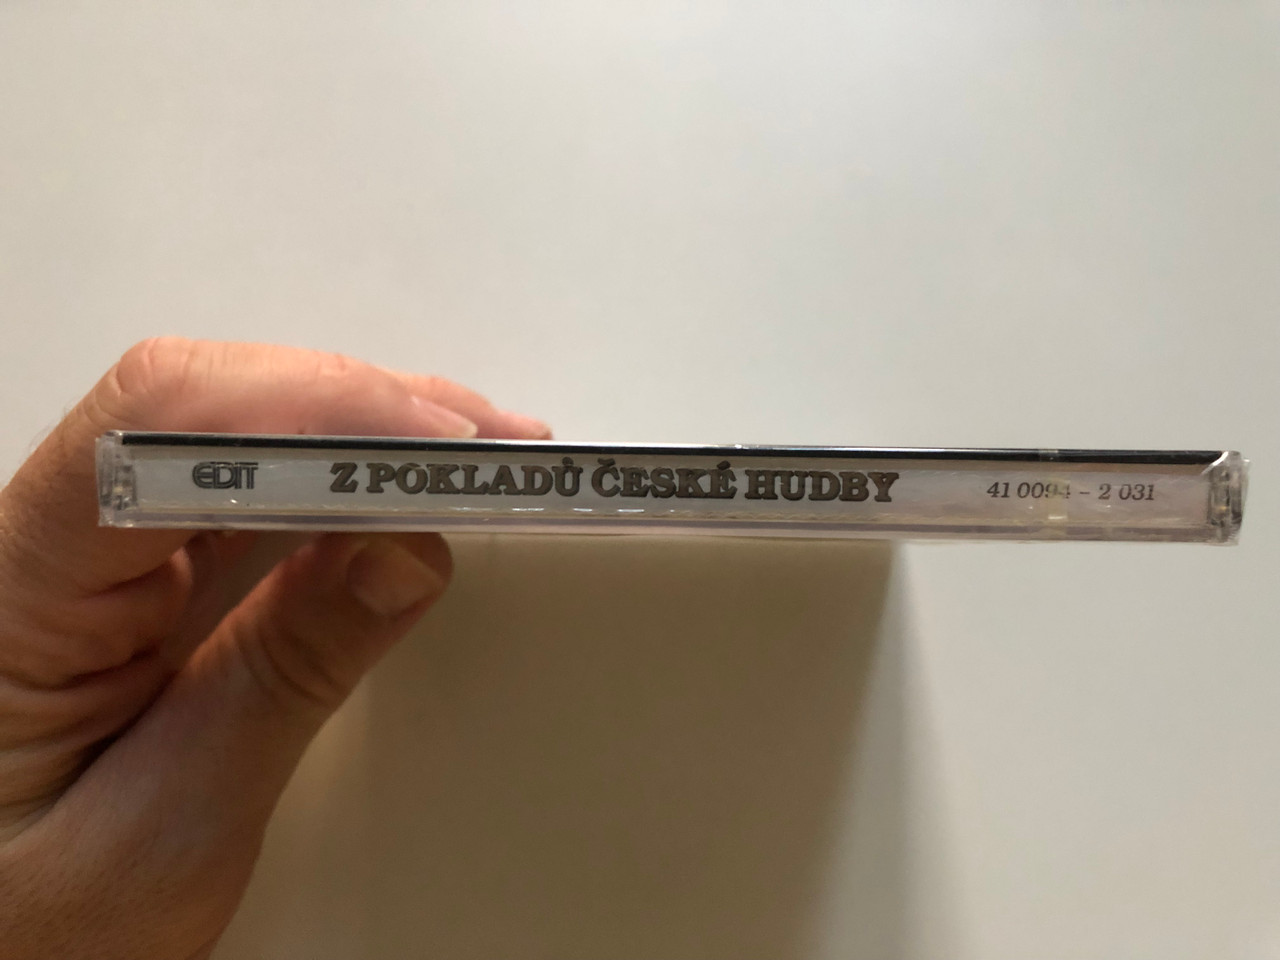 EDIT Z POKLADŮ ČESKÉ HUDBY 41 0094 – 2 031